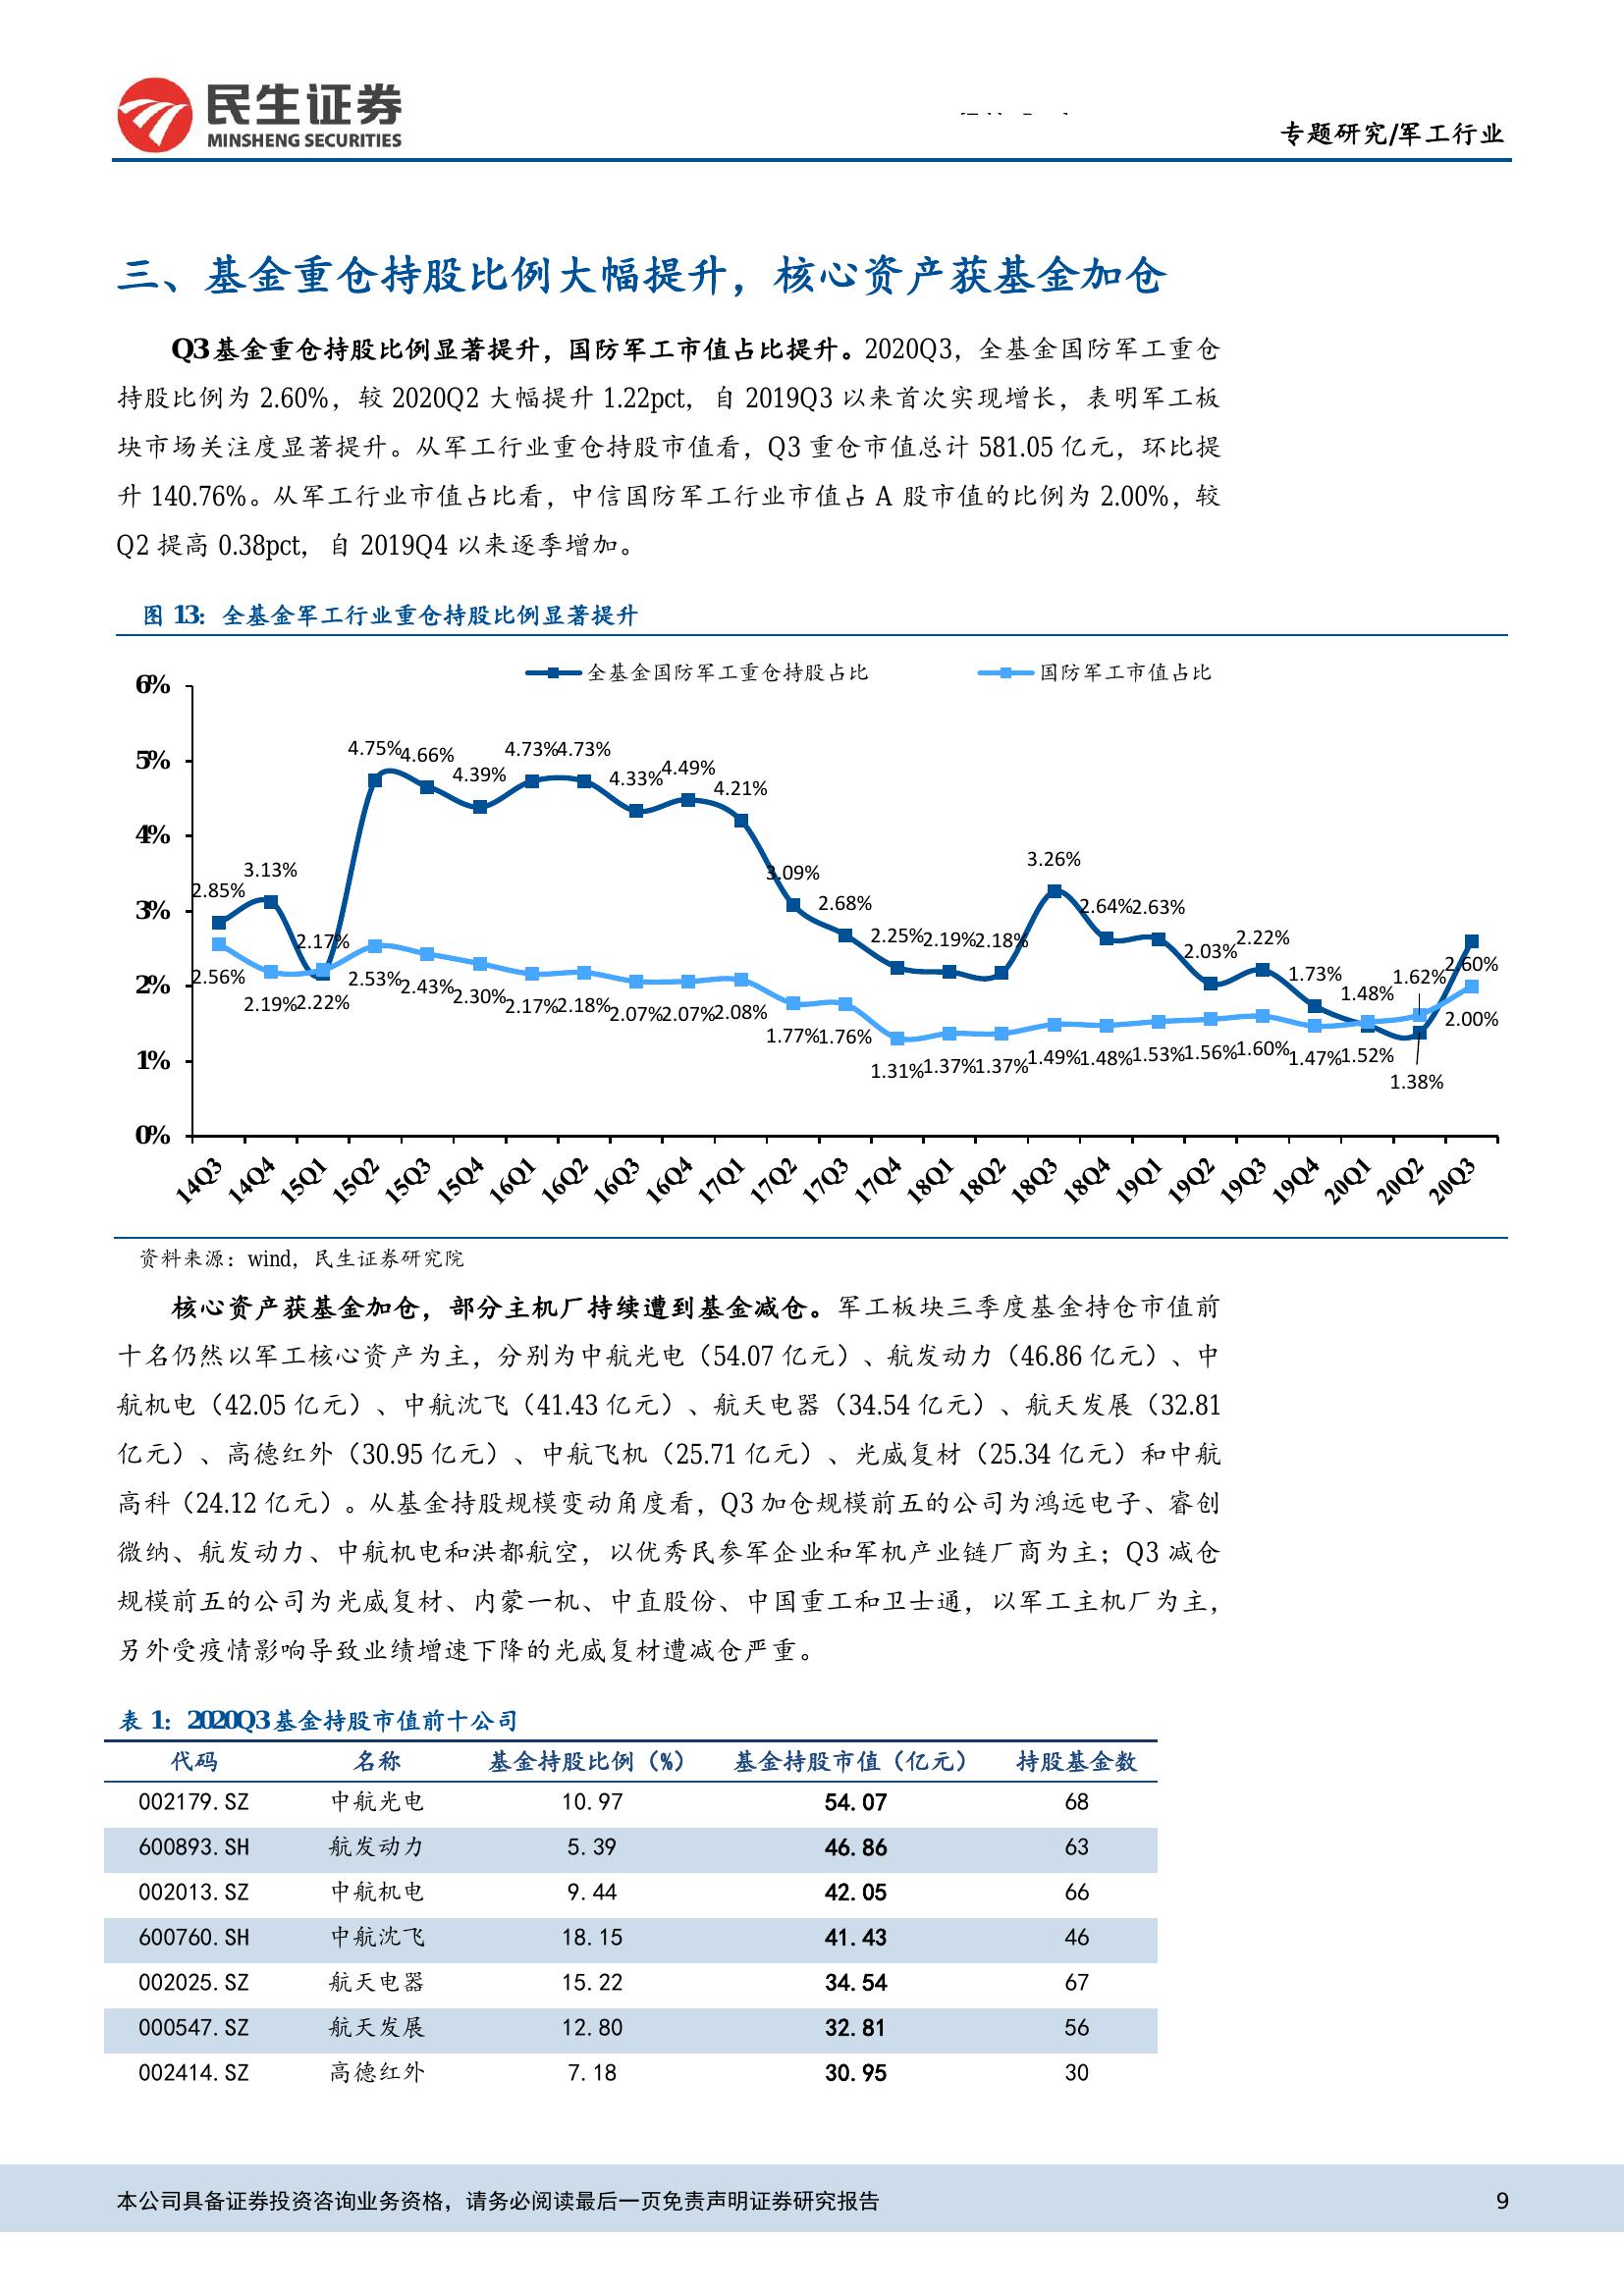 民生证券
MINSHENG SECURITIES
专题研究/军工行业
三、基金重仓持股比例大幅提升，核心资产获基金加仓
Q3基金重仓持股比例显著提升，国防军工市值占比提升。2020Q3，全基金国防军工重仓
持股比例为 2.60%，较 2020Q2 大幅提升 1.22pct，自 2019Q3 以来首次实现增长，表明军工板
块市场关注度显著提升。从军工行业重仓持股市值看，Q3 重仓市值总计 581.05 亿元，环比提
升 140.76%。从军工行业市值占比看，中信国防军工行业市值占 A 股市值的比例为 2.00%，较
Q2 提高 0.38pct，自 2019Q4 以来逐季增加。
图 13：全基金军工行业重仓持股比例显著提升
全基金国防军工重仓持股占比 国防军工市值占比
6%
5%
4%
3%
2%
1%
0%
2.85% 3.13% 2.17% 4.75% 4.66% 4.39% 4.73% 4.73% 4.33% 4.49% 4.21% 3.09% 2.68% 2.25% 2.19% 2.18% 3.26% 2.64% 2.63% 2.03% 2.22% 1.73% 1.48% 1.38% 2.60%
2.56% 2.19% 2.22% 2.53% 2.43% 2.30% 2.17% 2.18% 2.07% 2.07% 2.08% 1.77% 1.76% 1.31% 1.37% 1.37% 1.49% 1.48% 1.53% 1.56% 1.60% 1.47% 1.52% 1.62% 2.00%
14Q3 14Q4 15Q1 15Q2 15Q3 15Q4 16Q1 16Q2 16Q3 16Q4 17Q1 17Q2 17Q3 17Q4 18Q1 18Q2 18Q3 18Q4 19Q1 19Q2 19Q3 19Q4 20Q1 20Q2 20Q3
资料来源：wind，民生证券研究院
核心资产获基金加仓，部分主机厂持续遭到基金减仓。军工板块三季度基金持仓市值前
十名仍然以军工核心资产为主，分别为中航光电（54.07 亿元）、航发动力（46.86 亿元）、中
航机电（42.05 亿元）、中航沈飞（41.43 亿元）、航天电器（34.54 亿元）、航天发展（32.81
亿元）、高德红外（30.95 亿元）、中航飞机（25.71 亿元）、光威复材（25.34 亿元）和中航
高科（24.12 亿元）。从基金持股规模变动角度看，Q3 加仓规模前五的公司为鸿远电子、睿创
微纳、航发动力、中航机电和洪都航空，以优秀民参军企业和军机产业链厂商为主；Q3 减仓
规模前五的公司为光威复材、内蒙一机、中直股份、中国重工和卫士通，以军工主机厂为主，
另外受疫情影响导致业绩增速下降的光威复材遭减仓严重。
表 1：2020Q3基金持股市值前十公司
代码 名称 基金持股比例（%） 基金持股市值（亿元） 持股基金数
002179.SZ 中航光电 10.97 54.07 68
600893.SH 航发动力 5.39 46.86 63
002013.SZ 中航机电 9.44 42.05 66
600760.SH 中航沈飞 18.15 41.43 46
002025.SZ 航天电器 15.22 34.54 67
000547.SZ 航天发展 12.80 32.81 56
002414.SZ 高德红外 7.18 30.95 30
本公司具备证券投资咨询业务资格，请务必阅读最后一页免责声明证券研究报告 9